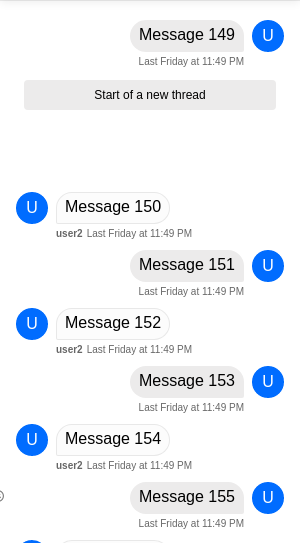 Message 149
U
Last Friday at 11:49 PM
Start of a new thread
U
Message 150
user2 Last Friday at 11:49 PM
Message 151
U
Last Friday at 11:49 PM
U
Message 152
user2 Last Friday at 11:49 PM
Message 153
U
Last Friday at 11:49 PM
U
Message 154
user2 Last Friday at 11:49 PM
Message 155
U
Last Friday at 11:49 PM